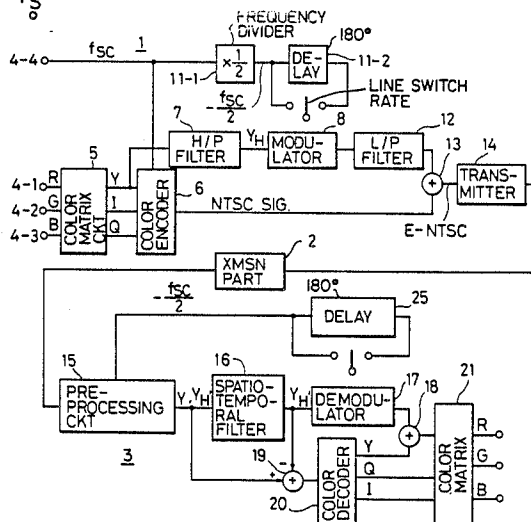 FREQUENCY
DIVIDER
4-4
fSC
1
11-1
×1/2
DE-
LAY
180°
11-2
-fSC/2
LINE SWITCH
RATE
7
H/P
FILTER
YH
8
MODU-
LATOR
12
L/P
FILTER
13
14
TRANS-
MITTER
5
4-1 R
4-2 G
4-3 B
COLOR
MATRIX
CKT
Y
I
Q
6
COLOR
ENCODER
NTSC SIG.
+
E-NTSC
2
XMSN
PART
-fSC/2
180°
DELAY
25
15
PRE-
PROCESSING
CKT
3
Y, YH'
16
SPATIO-
TEMPO-
RAL
FILTER
YH'
17
DEMODU-
LATOR
18
+
21
COLOR
MATRIX
R
G
B
19
+
-
+
20
COLOR
DECODER
Y
Q
I